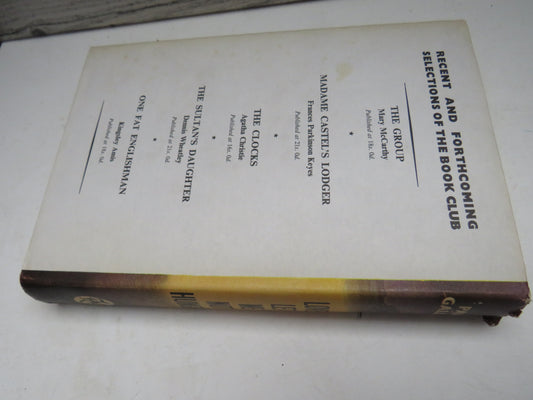 RECENT AND FORTHCOMING
SELECTIONS OF THE BOOK CLUB
THE GROUP
Mary McCarthy
Published at 18s. 0d.
*
MADAME CASTEL'S LODGER
Frances Parkinson Keyes
Published at 21s. 0d.
*
THE CLOCKS
Agatha Christie
Published at 16s. 0d.
*
THE SULTAN'S DAUGHTER
Dennis Wheatley
Published at 21s. 0d.
*
ONE FAT ENGLISHMAN
Kingsley Amis
Published at 18s. 0d.